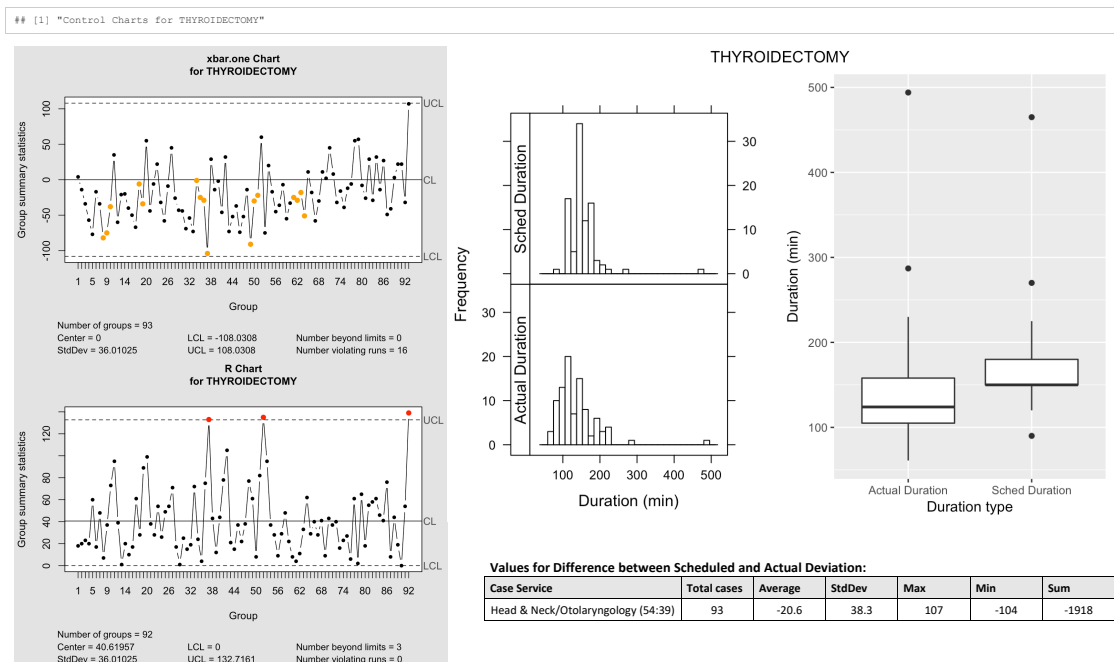 ## [1] "Control Charts for THYROIDECTOMY"
xbar.one Chart
for THYROIDECTOMY
Group summary statistics
100
50
0
-50
-100
UCL
CL
LCL
1 5 9 14 20 26 32 38 44 50 56 62 68 74 80 86 92
Group
Number of groups = 93
Center = 0
StdDev = 36.01025
LCL = -108.0308
UCL = 108.0308
Number beyond limits = 0
Number violating runs = 16
R Chart
for THYROIDECTOMY
Group summary statistics
120
80
60
40
20
0
UCL
CL
LCL
1 5 9 14 20 26 32 38 44 50 56 62 68 74 80 86 92
Group
Number of groups = 92
Center = 40.61957
StdDev = 36.01025
LCL = 0
UCL = 132.7161
Number beyond limits = 3
Number violating runs = 0
THYROIDECTOMY
Frequency
Sched Duration
30
20
10
0
Actual Duration
30
20
10
0
100 200 300 400 500
Duration (min)
Duration (min)
500
400
300
200
100
Actual Duration Sched Duration
Duration type
Values for Difference between Scheduled and Actual Deviation:
Case Service Total cases Average StdDev Max Min Sum
Head & Neck/Otolaryngology (54:39) 93 -20.6 38.3 107 -104 -1918